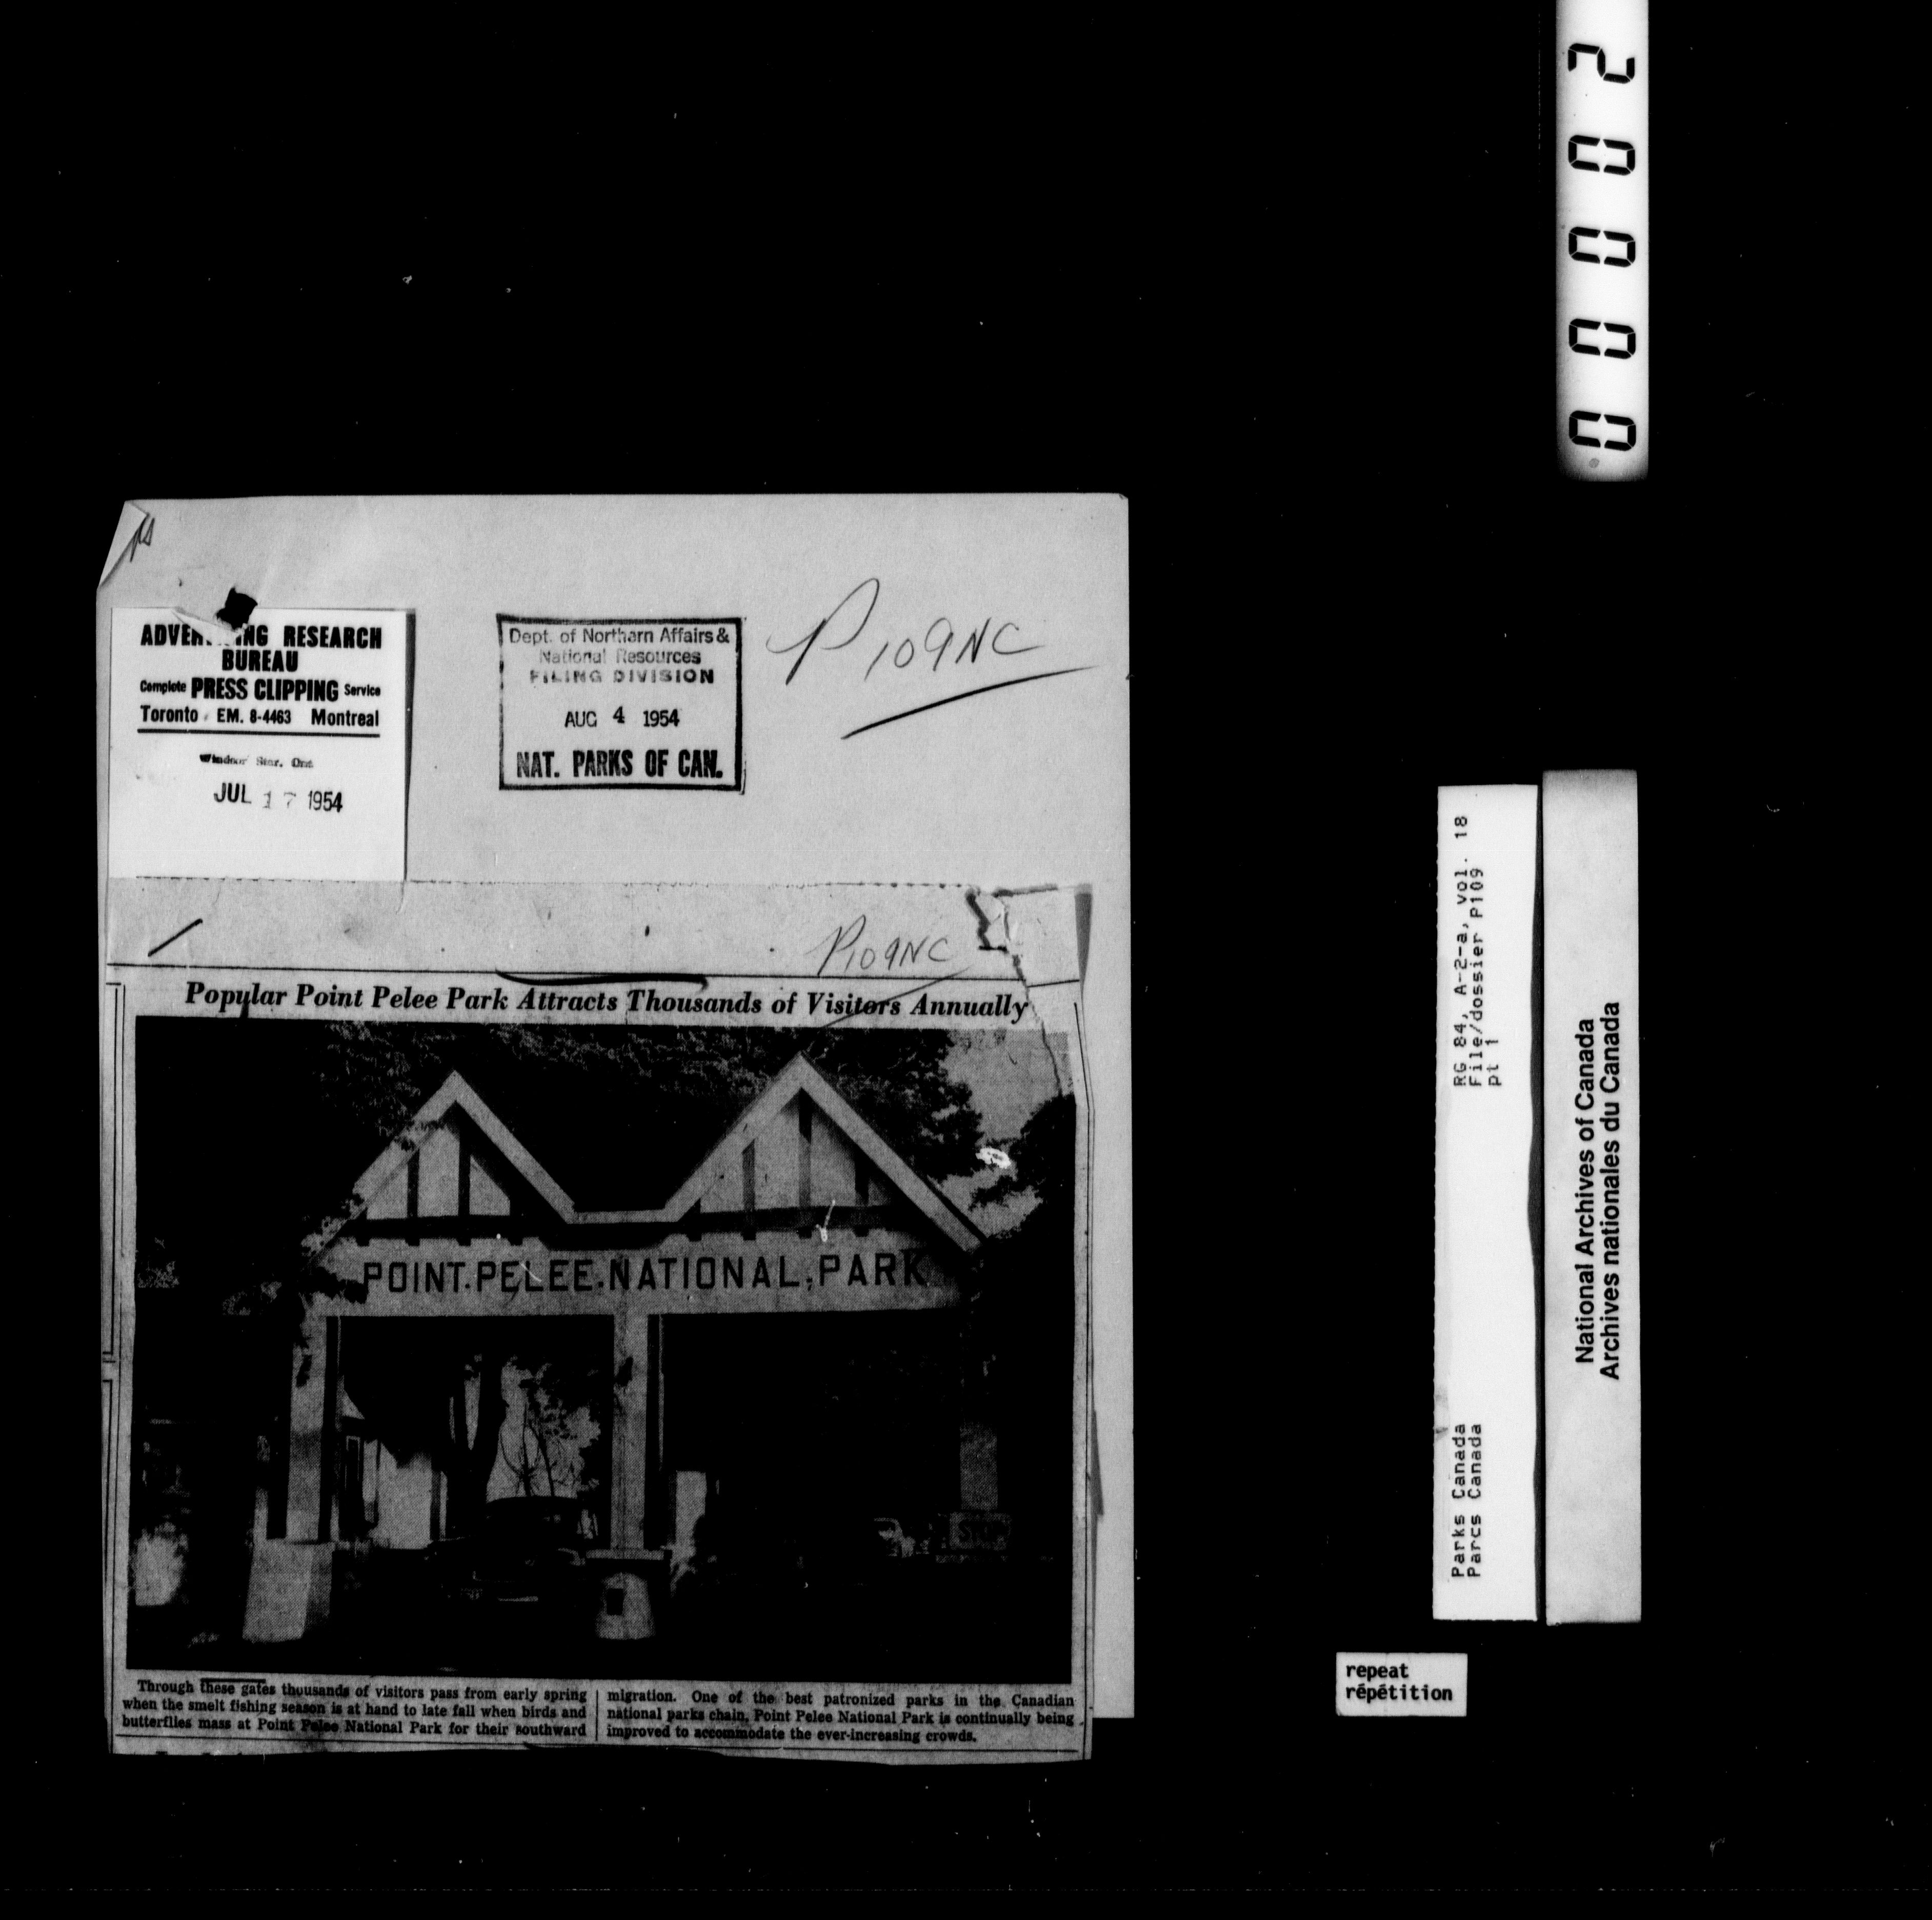 ADVER   ING RESEARCH
BUREAU
Complete PRESS CLIPPING Service
Toronto EM. 8-4463 Montreal
Windsor Star, Ont.
JUL 17 1954
Dept. of Northern Affairs &
National Resources
FILING DIVISION
AUG 4 1954
NAT. PARKS OF CAN.
P109NC
P109NC
Popular Point Pelee Park Attracts Thousands of Visitors Annually
POINT.PELEE.NATIONAL.PARK
STOP
Through these gates thousands of visitors pass from early spring
when the smelt fishing season is at hand to late fall when birds and
butterflies mass at Point Pelee National Park for their southward
migration. One of the best patronized parks in the Canadian
national parks chain, Point Pelee National Park is continually being
improved to accommodate the ever-increasing crowds.
00002
RG 84, A-2-a, vol. 18
File/dossier P109
pt 1
Parks Canada
Parcs Canada
National Archives of Canada
Archives nationales du Canada
repeat
répétition